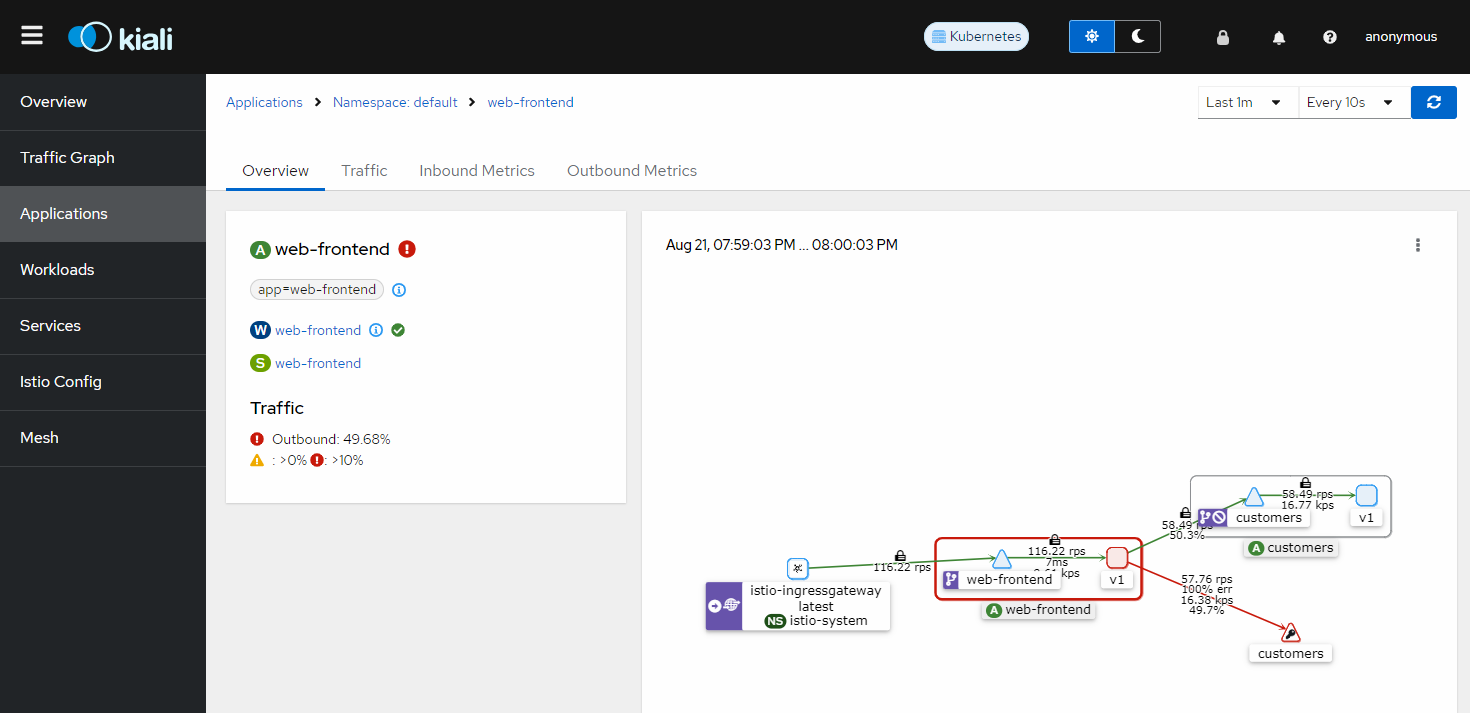 kiali
Kubernetes
anonymous
Overview
Traffic Graph
Applications
Workloads
Services
Istio Config
Mesh
Applications
Namespace: default
web-frontend
Last 1m
Every 10s
Overview
Traffic
Inbound Metrics
Outbound Metrics
A web-frontend
app=web-frontend
W web-frontend
S web-frontend
Traffic
Outbound: 49.68%
: >0% : >10%
Aug 21, 07:59:03 PM ... 08:00:03 PM
116.22 rps
istio-ingressgateway
latest
NS istio-system
116.22 rps
7ms
kps
web-frontend
v1
A web-frontend
58.49 rps
50.3%
58.49 rps
16.77 kps
customers
v1
A customers
57.76 rps
100% err
16.38 kps
49.7%
customers